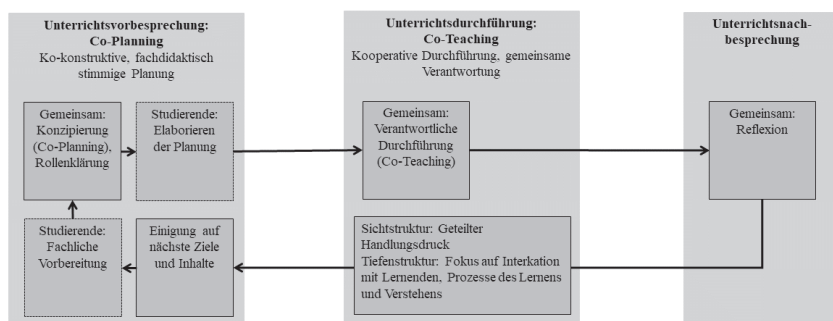 Unterrichtsvorbesprechung:
Co-Planning
Ko-konstruktive, fachdidaktisch
stimmige Planung
Gemeinsam:
Konzipierung
(Co-Planning),
Rollenklärung
Studierende:
Elaborieren
der Planung
Studierende:
Fachliche
Vorbereitung
Einigung auf
nächste Ziele
und Inhalte
Unterrichtsdurchführung:
Co-Teaching
Kooperative Durchführung, gemeinsame
Verantwortung
Gemeinsam:
Verantwortliche
Durchführung
(Co-Teaching)
Sichtstruktur: Geteilter
Handlungsdruck
Tiefenstruktur: Fokus auf Interkation
mit Lernenden, Prozesse des Lernens
und Verstehens
Unterrichtsnach-
besprechung
Gemeinsam:
Reflexion